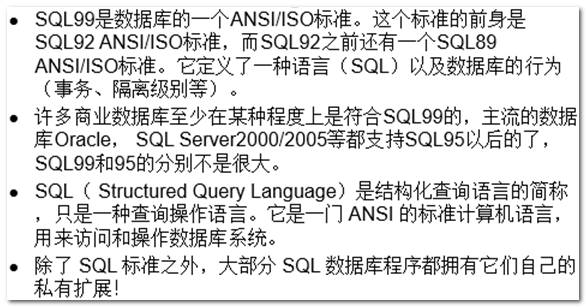 ● SQL99是数据库的一个ANSI/ISO标准。这个标准的前身是
SQL92 ANSI/ISO标准，而SQL92之前还有一个SQL89
ANSI/ISO标准。它定义了一种语言（SQL）以及数据库的行为
（事务、隔离级别等）。
● 许多商业数据库至少在某种程度上是符合SQL99的，主流的数据
库Oracle， SQL Server2000/2005等都支持SQL95以后的了，
SQL99和95的分别不是很大。
● SQL（ Structured Query Language）是结构化查询语言的简称
，只是一种查询操作语言。它是一门 ANSI 的标准计算机语言，
用来访问和操作数据库系统。
● 除了 SQL 标准之外，大部分 SQL 数据库程序都拥有它们自己的
私有扩展！